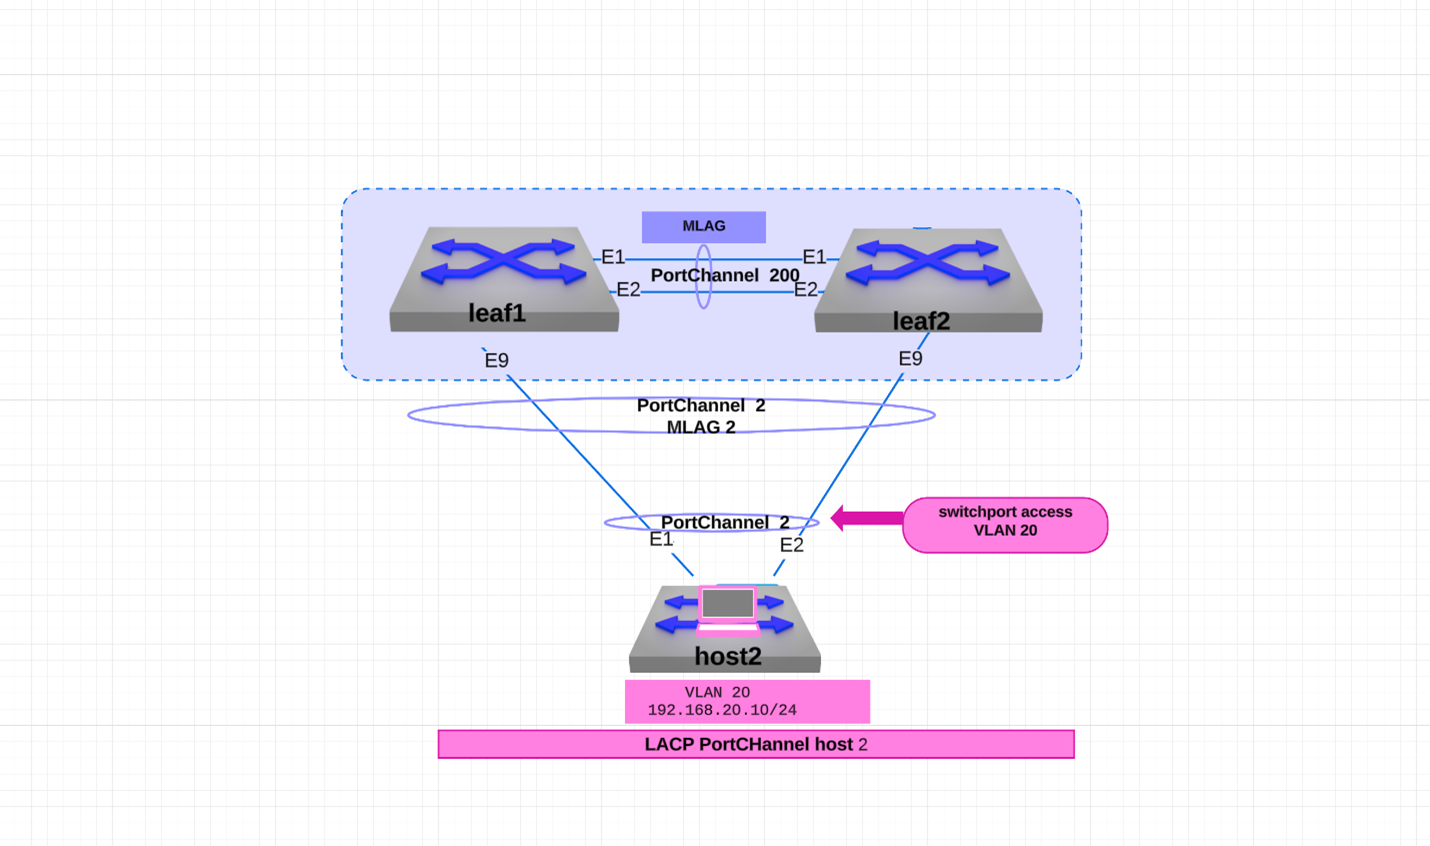 MLAG
E1
E1
PortChannel 200
E2
E2
leaf1
leaf2
E9
E9
PortChannel 2
MLAG 2
switchport access
VLAN 20
PortChannel 2
E1
E2
host2
VLAN 20
192.168.20.10/24
LACP PortCHannel host 2